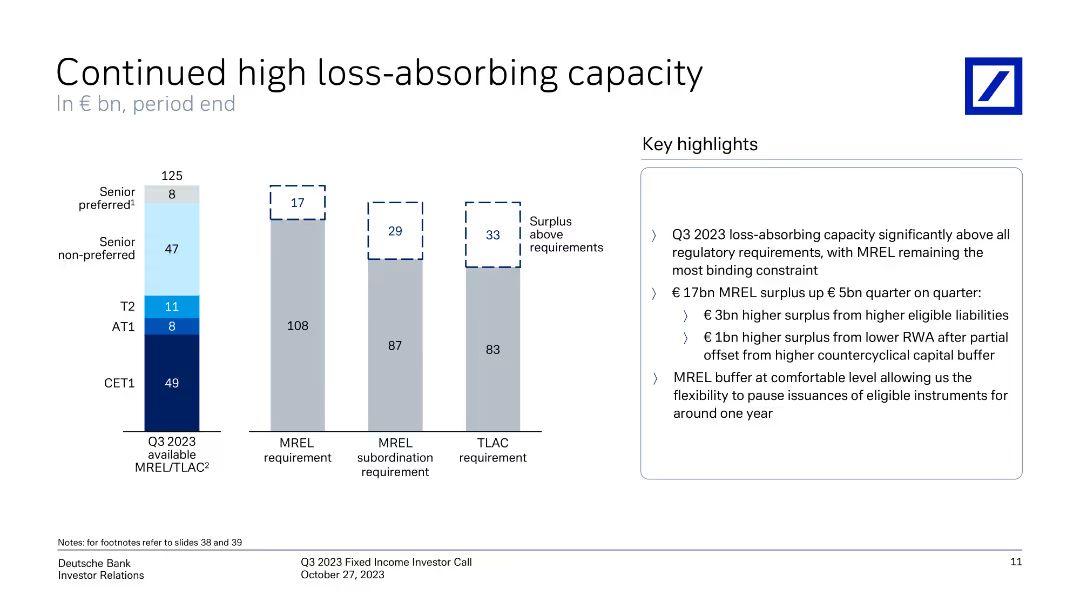 Continued high loss-absorbing capacity
In € bn, period end
125
Senior
preferred¹
8
Senior
non-preferred
47
T2
11
AT1
8
CET1
49
Q3 2023
available
MREL/TLAC²
17
108
MREL
requirement
29
87
MREL
subordination
requirement
33
83
TLAC
requirement
Surplus
above
requirements
Key highlights
〉 Q3 2023 loss-absorbing capacity significantly above all
regulatory requirements, with MREL remaining the
most binding constraint
〉 € 17bn MREL surplus up € 5bn quarter on quarter:
〉 € 3bn higher surplus from higher eligible liabilities
〉 € 1bn higher surplus from lower RWA after partial
offset from higher countercyclical capital buffer
〉 MREL buffer at comfortable level allowing us the
flexibility to pause issuances of eligible instruments for
around one year
Notes: for footnotes refer to slides 38 and 39
Deutsche Bank
Investor Relations
Q3 2023 Fixed Income Investor Call
October 27, 2023
11